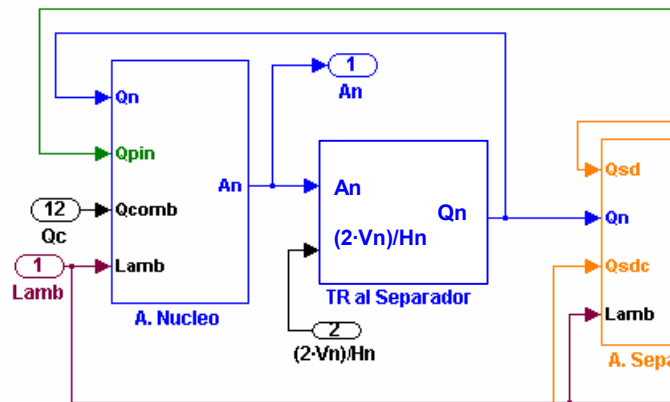 1
An
Qn
Qpin
Qcomb
Lamb
An
A. Nucleo
12
Qc
1
Lamb
An
(2·Vn)/Hn
Qn
TR al Separador
2
(2·Vn)/Hn
Qsd
Qn
Qsdc
Lamb
A. Sepa